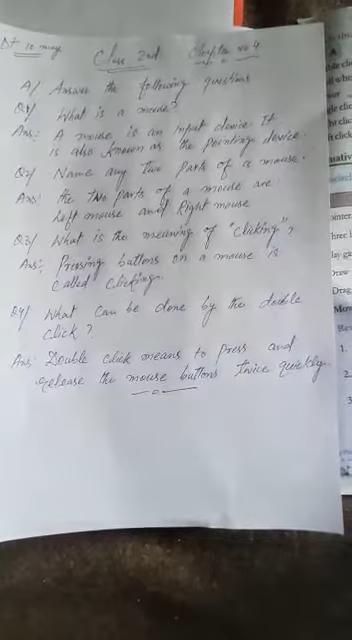 Dt 10 may
Class 2nd Chapter no 4
A/ Answer the following questions
Q1/ What is a mouse?
Ans: A mouse is an input device. It
is also known as the pointing device.
Q2/ Name any two parts of a mouse.
Ans: the two parts of a mouse are
left mouse and Right mouse
Q3/ What is the meaning of "clicking"?
Ans: Pressing buttons on a mouse is
called clicking.
Q4/ What can be done by the double
click?
Ans: Double click means to press and
release the mouse buttons twice quickly.